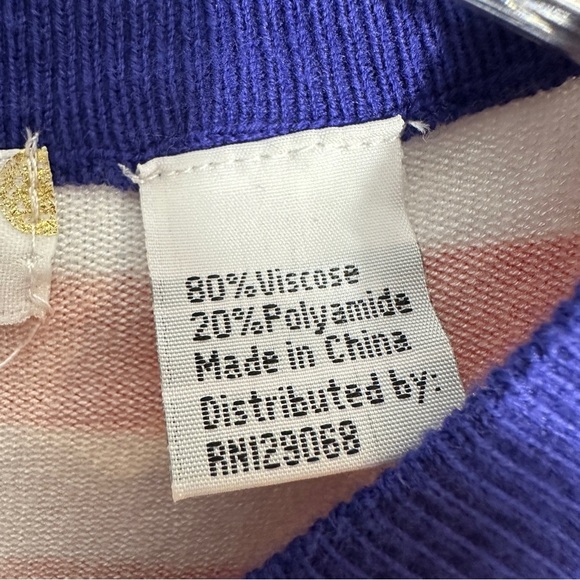 80%Viscose
20%Polyamide
Made in China
Distributed by:
RN129068